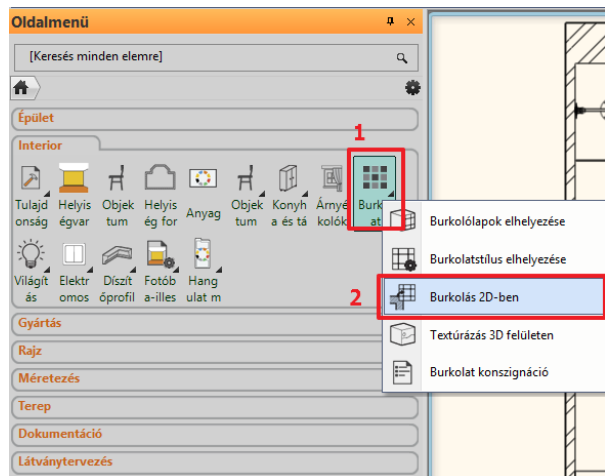 Oldalmenü
[Keresés minden elemre]
Épület
1
Interior
Tulajd
onság
Helyis
égvar
Objek
tum
Helyis
ég for
Anyag
Objek
tum
Konyh
a és tá
Árnyé
kolók
Burk
at
Világít
ás
Elektr
omos
Díszít
őprofil
Fotób
a-illes
Hang
ulat m
Burkolólapok elhelyezése
Burkolatstílus elhelyezése
2
Burkolás 2D-ben
Textúrázás 3D felületen
Burkolat konszignáció
Gyártás
Rajz
Méretezés
Terep
Dokumentáció
Látványtervezés